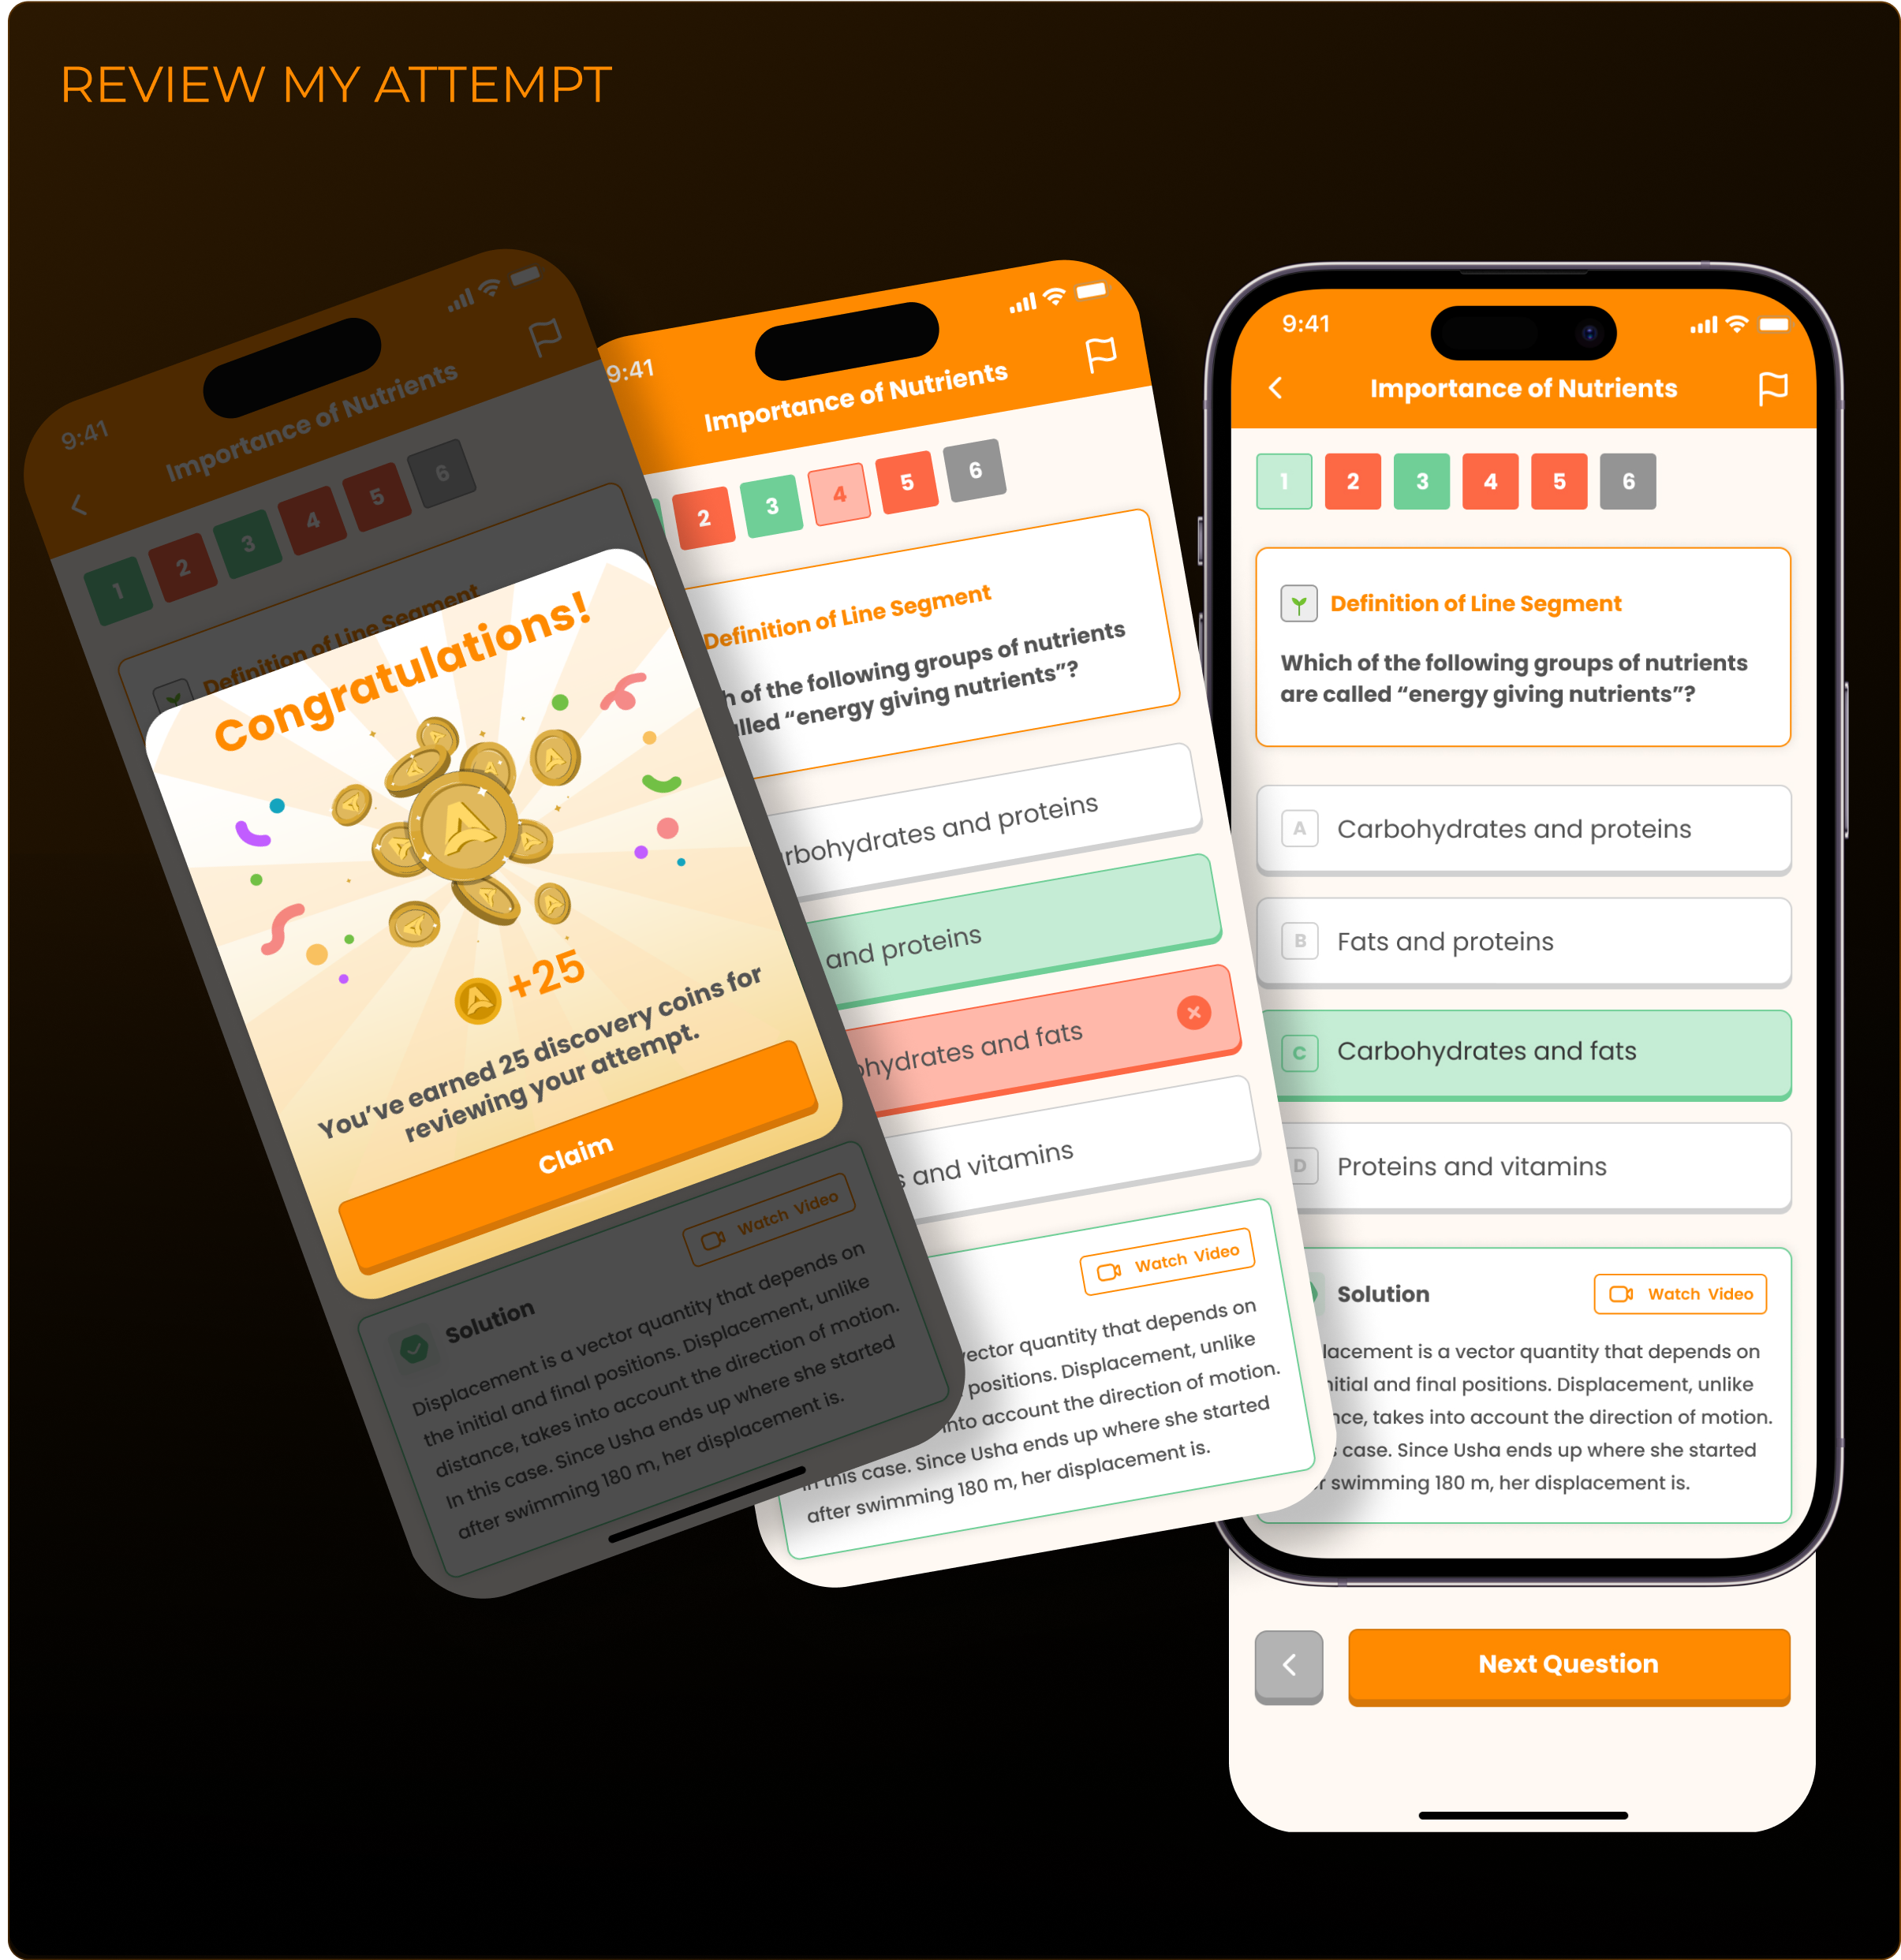 REVIEW MY ATTEMPT
9:41
Importance of Nutrients
1 2 3 4 5 6
Definition of Line Segment
Congratulations!
+25
You've earned 25 discovery coins for
reviewing your attempt.
Claim
Solution
Watch Video
Displacement is a vector quantity that depends on
the initial and final positions. Displacement, unlike
distance, takes into account the direction of motion.
In this case. Since Usha ends up where she started
after swimming 180 m, her displacement is.
9:41
Importance of Nutrients
2 3 4 5 6
Definition of Line Segment
of the following groups of nutrients
“energy giving nutrients”?
and proteins
and proteins
and fats
and vitamins
Watch Video
vector quantity that depends on
positions. Displacement, unlike
into account the direction of motion.
In this case. Since Usha ends up where she started
after swimming 180 m, her displacement is.
9:41
Importance of Nutrients
1 2 3 4 5 6
Definition of Line Segment
Which of the following groups of nutrients
are called “energy giving nutrients”?
A Carbohydrates and proteins
B Fats and proteins
C Carbohydrates and fats
D Proteins and vitamins
Solution
Watch Video
is a vector quantity that depends on
and final positions. Displacement, unlike
takes into account the direction of motion.
case. Since Usha ends up where she started
swimming 180 m, her displacement is.
Next Question